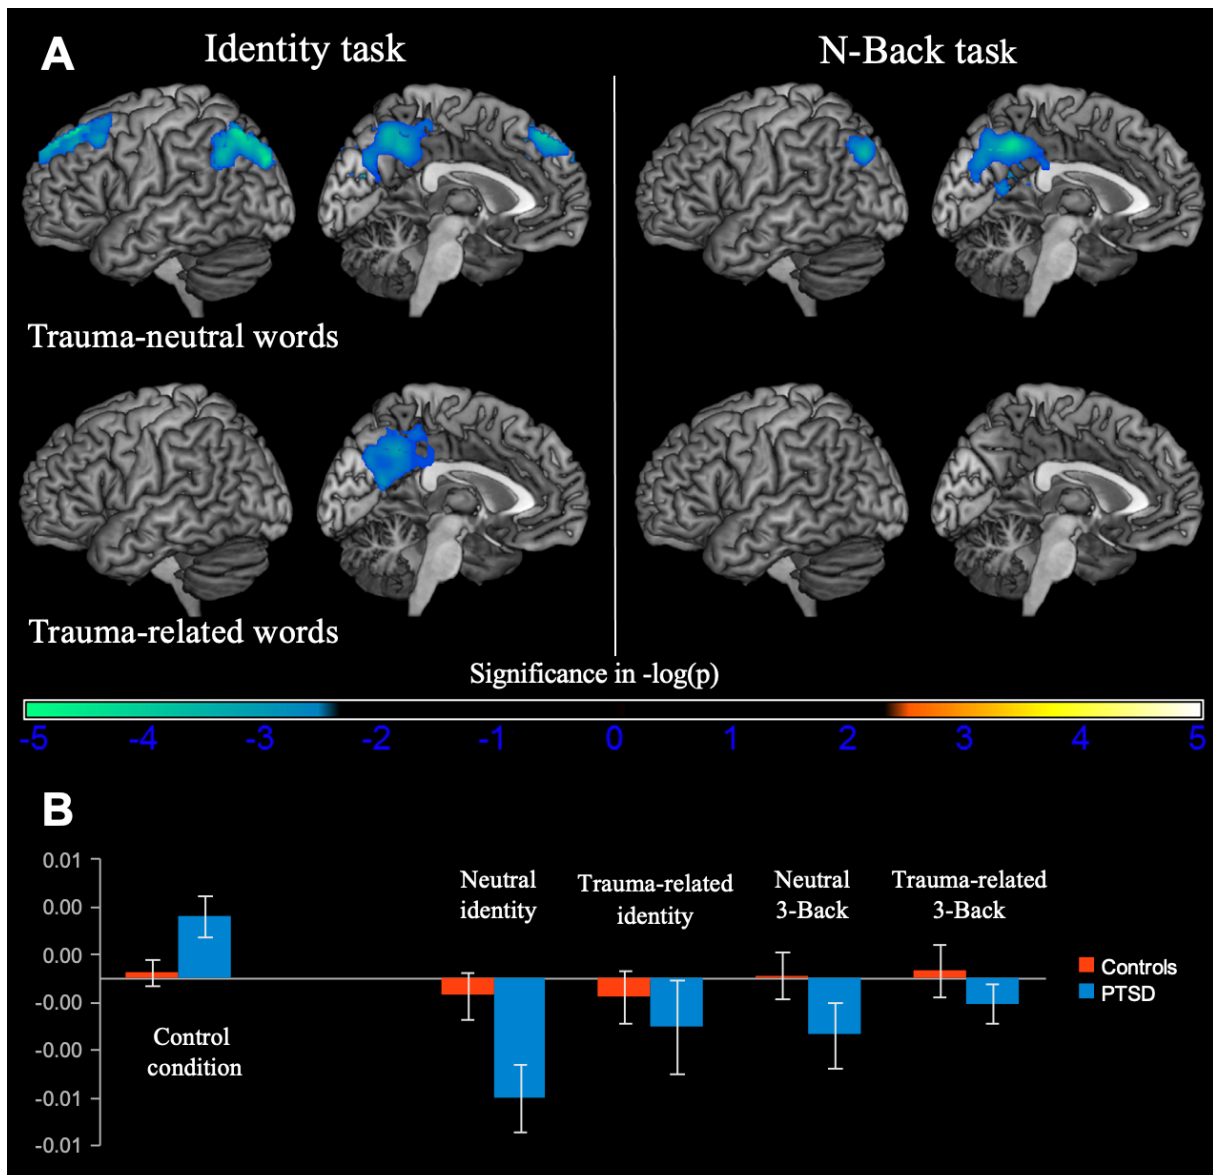 A
Identity task
N-Back task
Trauma-neutral words
Trauma-related words
Significance in -log(p)
-5 -4 -3 -2 -1 0 1 2 3 4 5
B
0.01
0.00
0.00
-0.00
-0.00
-0.01
-0.01
Control
condition
Neutral
identity
Trauma-related
identity
Neutral
3-Back
Trauma-related
3-Back
Controls
PTSD